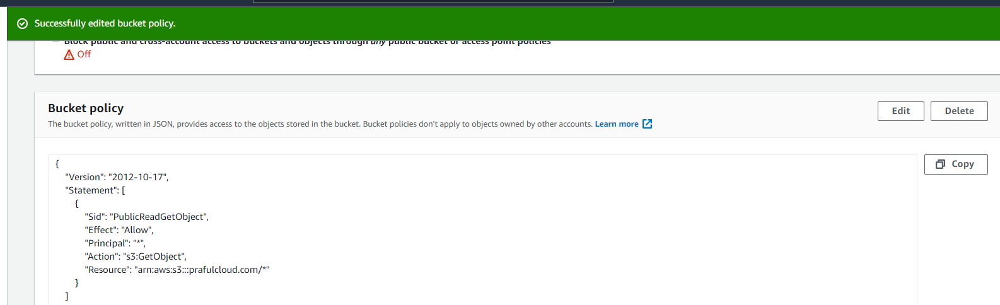 Successfully edited bucket policy.
Block public and cross-account access to buckets and objects through any public bucket or access point policies
Off
Bucket policy
Edit
Delete
The bucket policy, written in JSON, provides access to the objects stored in the bucket. Bucket policies don't apply to objects owned by other accounts. Learn more
Copy
{
"Version": "2012-10-17",
"Statement": [
{
"Sid": "PublicReadGetObject",
"Effect": "Allow",
"Principal": "*",
"Action": "s3:GetObject",
"Resource": "arn:aws:s3:::prafulcloud.com/*"
}
]